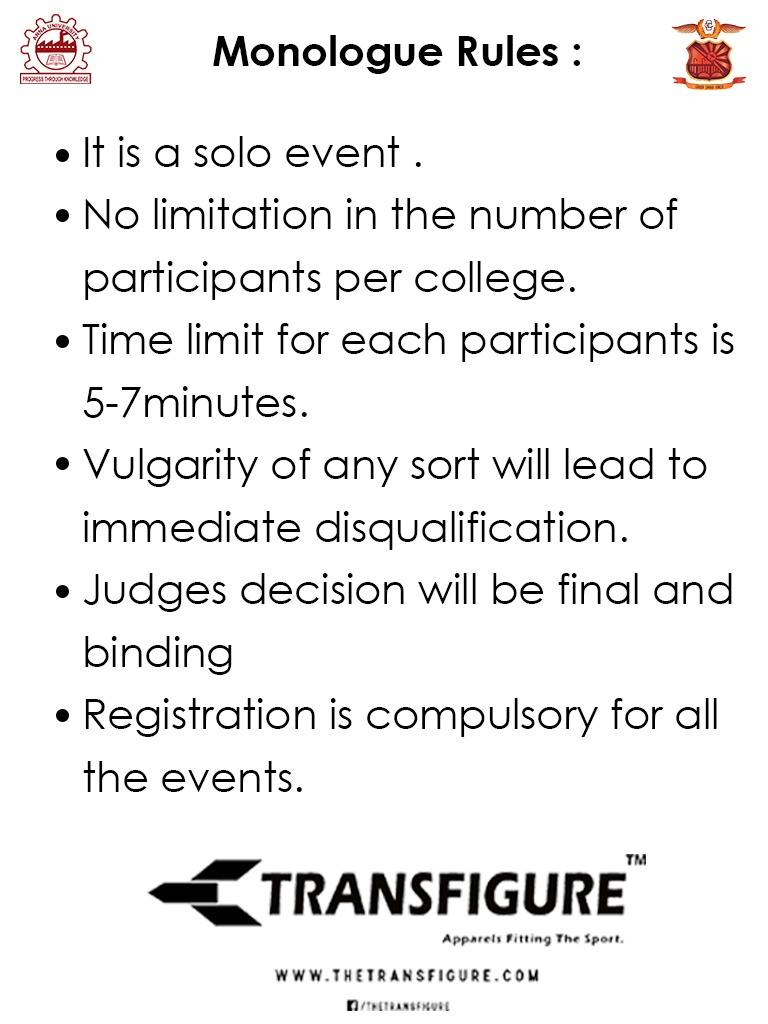 ANNA UNIVERSITY
PROGRESS THROUGH KNOWLEDGE
Monologue Rules :
• It is a solo event .
• No limitation in the number of
participants per college.
• Time limit for each participants is
5-7minutes.
• Vulgarity of any sort will lead to
immediate disqualification.
• Judges decision will be final and
binding
• Registration is compulsory for all
the events.
TRANSFIGURE™
Apparels Fitting The Sport.
WWW.THETRANSFIGURE.COM
/THETRANSFIGURE